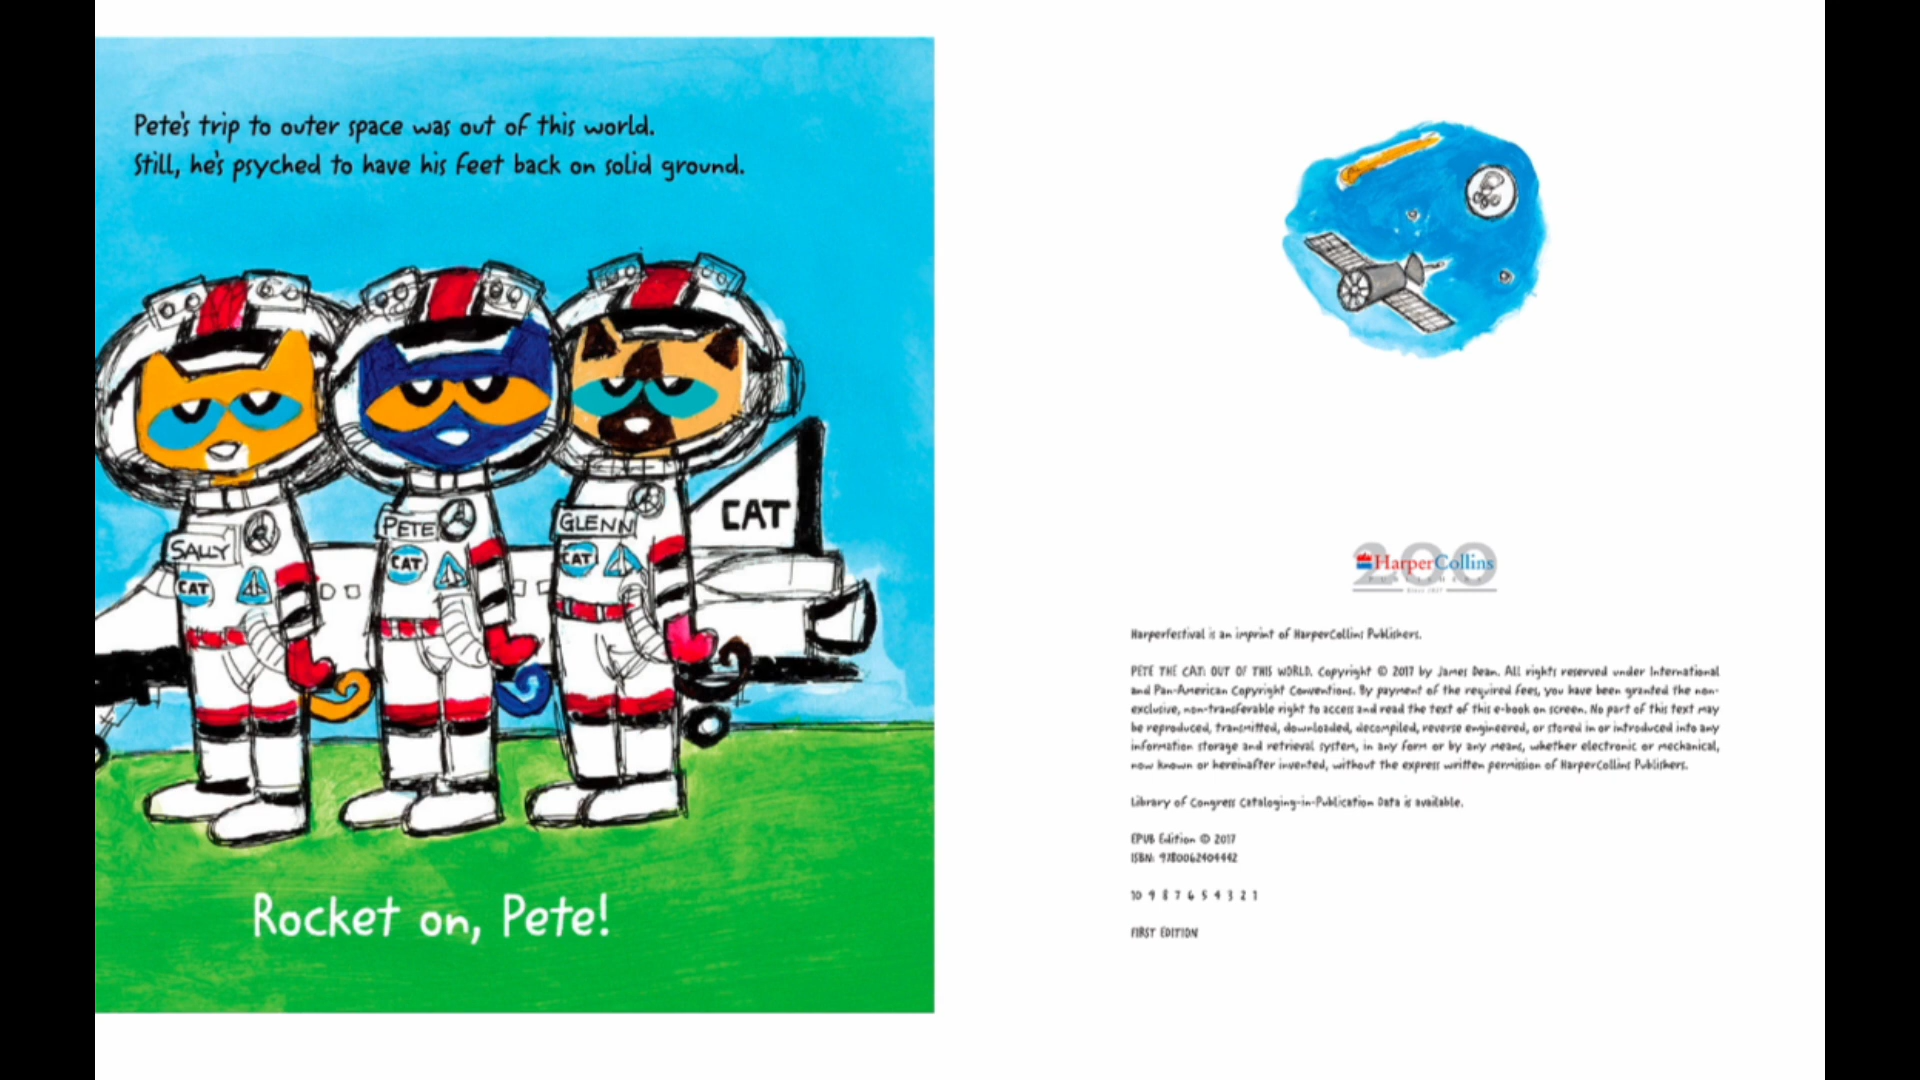 Pete's trip to outer space was out of this world.
Still, he's psyched to have his feet back on solid ground.
SALLY
CAT
PETE
CAT
GLENN
CAT
CAT
Rocket on, Pete!
200
HarperCollins
PUBLISHERS
Since 1817
HarperFestival is an imprint of HarperCollins Publishers.
PETE THE CAT: OUT OF THIS WORLD. Copyright © 2017 by James Dean. All rights reserved under International
and Pan-American Copyright Conventions. By payment of the required fees, you have been granted the non-
exclusive, non-transferable right to access and read the text of this e-book on screen. No part of this text may
be reproduced, transmitted, downloaded, decompiled, reverse engineered, or stored in or introduced into any
information storage and retrieval system, in any form or by any means, whether electronic or mechanical,
now known or hereinafter invented, without the express written permission of HarperCollins Publishers.
Library of Congress Cataloging-in-Publication Data is available.
EPUB Edition © 2017
ISBN: 9780062404442
10 9 8 7 6 5 4 3 2 1
FIRST EDITION